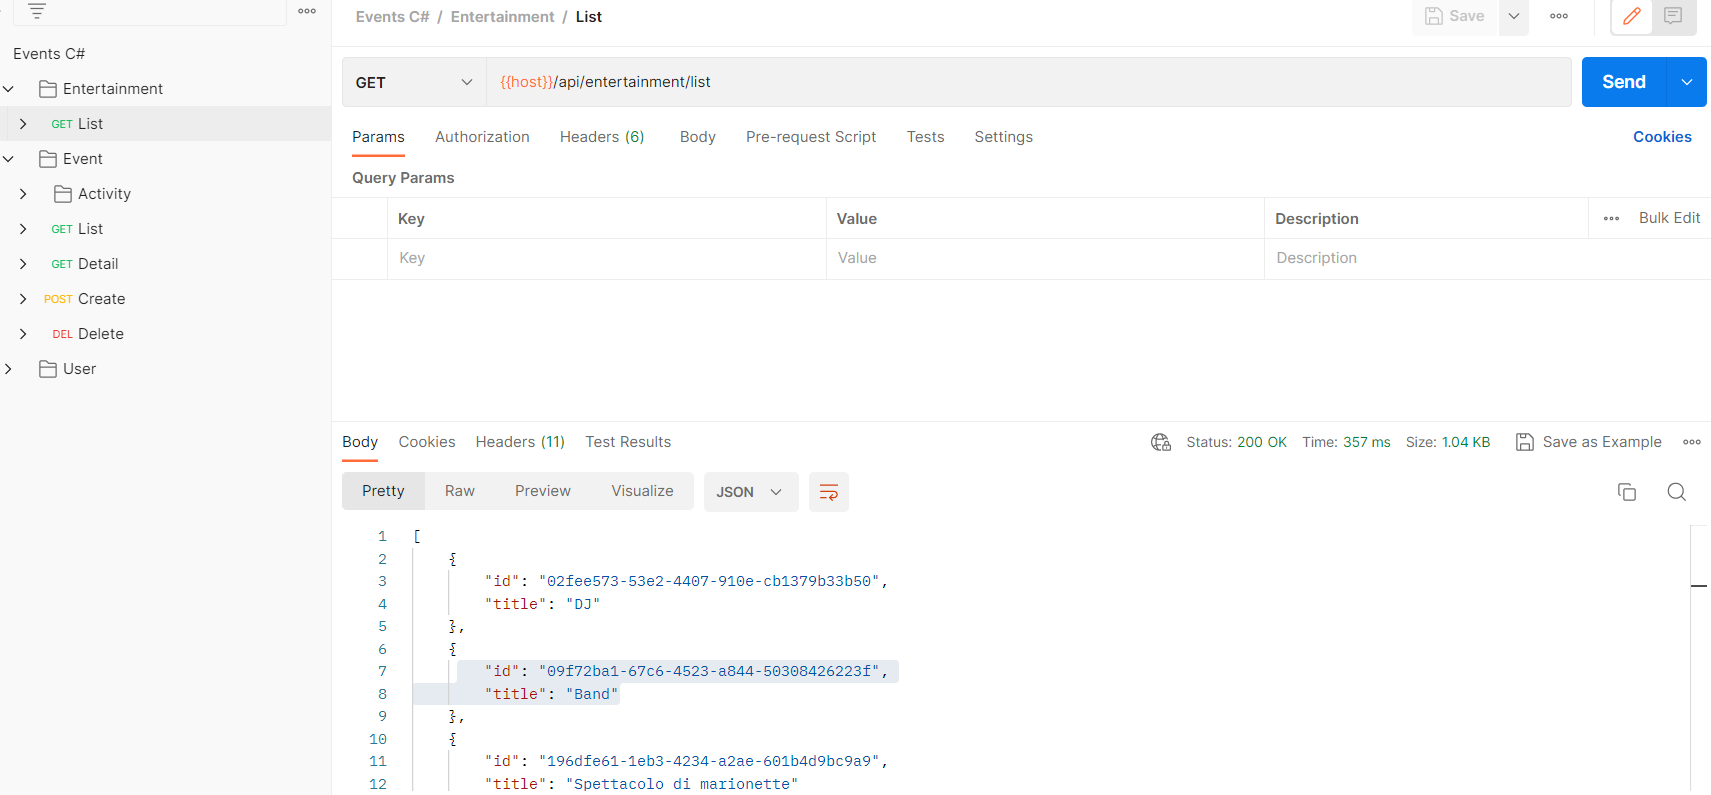 Events C#
Entertainment
GET List
Event
Activity
GET List
GET Detail
POST Create
DEL Delete
User
Events C# / Entertainment / List
Save
GET {{host}}/api/entertainment/list
Send
Params Authorization Headers (6) Body Pre-request Script Tests Settings Cookies
Query Params
Key Value Description Bulk Edit
Key Value Description
Body Cookies Headers (11) Test Results Status: 200 OK Time: 357 ms Size: 1.04 KB Save as Example
Pretty Raw Preview Visualize JSON
1 [
2 {
3 "id": "02fee573-53e2-4407-910e-cb1379b33b50",
4 "title": "DJ"
5 },
6 {
7 "id": "09f72ba1-67c6-4523-a844-50308426223f",
8 "title": "Band"
9 },
10 {
11 "id": "196dfe61-1eb3-4234-a2ae-601b4d9bc9a9",
12 "title": "Spettacolo di marionette"